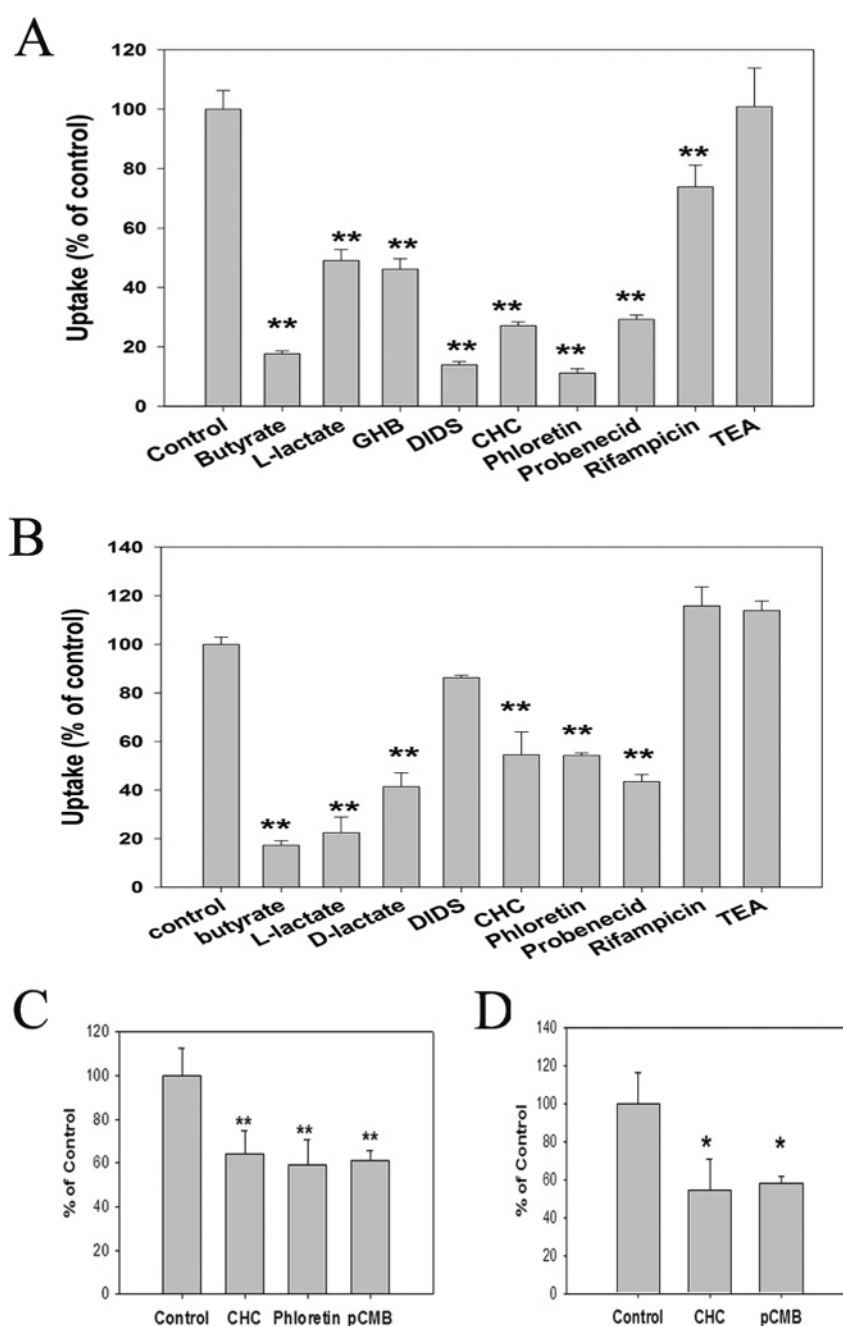 A
Uptake (% of control)
120
100
80
60
40
20
0
**
**
**
**
**
**
**
**
Control
Butyrate
L-lactate
GHB
DIDS
CHC
Phloretin
Probenecid
Rifampicin
TEA
B
Uptake (% of control)
140
120
100
80
60
40
20
0
**
**
**
**
**
**
control
butyrate
L-lactate
D-lactate
DIDS
CHC
Phloretin
Probenecid
Rifampicin
TEA
C
% of Control
120
100
80
60
40
20
0
**
**
**
Control CHC Phloretin pCMB
D
% of Control
140
120
100
80
60
40
20
0
*
*
Control CHC pCMB